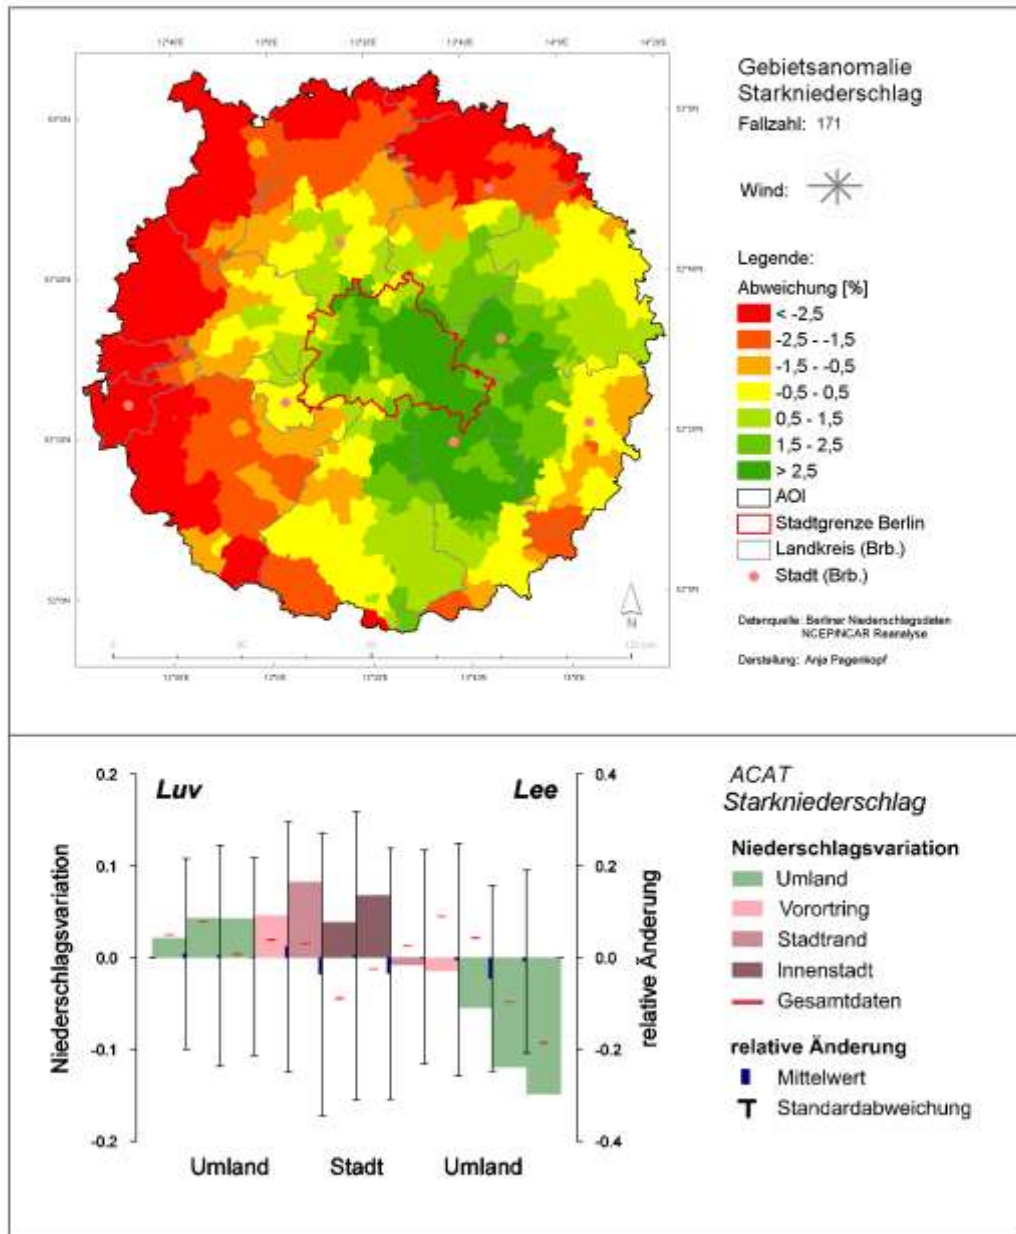 Gebietsanomalie
Starkniederschlag
Fallzahl: 171
Wind:
Legende:
Abweichung [%]
< -2,5
-2,5 - -1,5
-1,5 - -0,5
-0,5 - 0,5
0,5 - 1,5
1,5 - 2,5
> 2,5
AOI
Stadtgrenze Berlin
Landkreis (Brb.)
Stadt (Brb.)
N
Datenquelle: Berliner Niederschlagsdaten
NCEP/NCAR Reanalyse
Darstellung: Anja Pagenkopf
0.2
0.1
0.0
-0.1
-0.2
Niederschlagsvariation
Luv
Lee
0.4
0.2
0.0
-0.2
-0.4
relative Änderung
Umland
Stadt
Umland
ACAT
Starkniederschlag
Niederschlagsvariation
Umland
Vorortring
Stadtrand
Innenstadt
Gesamtdaten
relative Änderung
Mittelwert
Standardabweichung